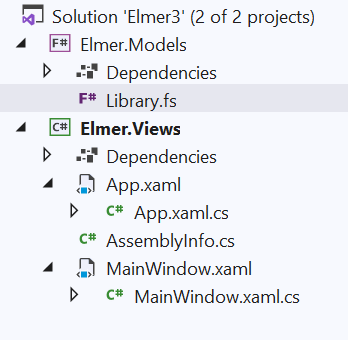 Solution 'Elmer3' (2 of 2 projects)
F# Elmer.Models
Dependencies
F# Library.fs
C# Elmer.Views
Dependencies
App.xaml
C# App.xaml.cs
C# AssemblyInfo.cs
MainWindow.xaml
C# MainWindow.xaml.cs